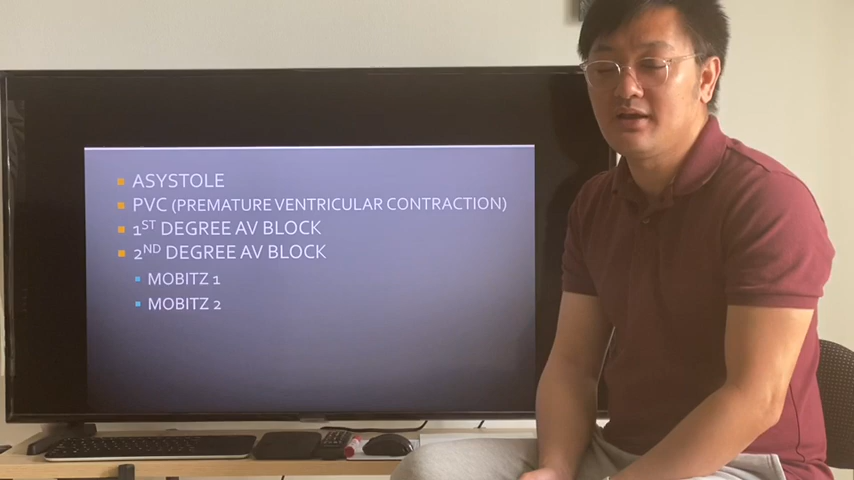 ASYSTOLE
PVC (PREMATURE VENTRICULAR CONTRACTION)
1ST DEGREE AV BLOCK
2ND DEGREE AV BLOCK
MOBITZ 1
MOBITZ 2